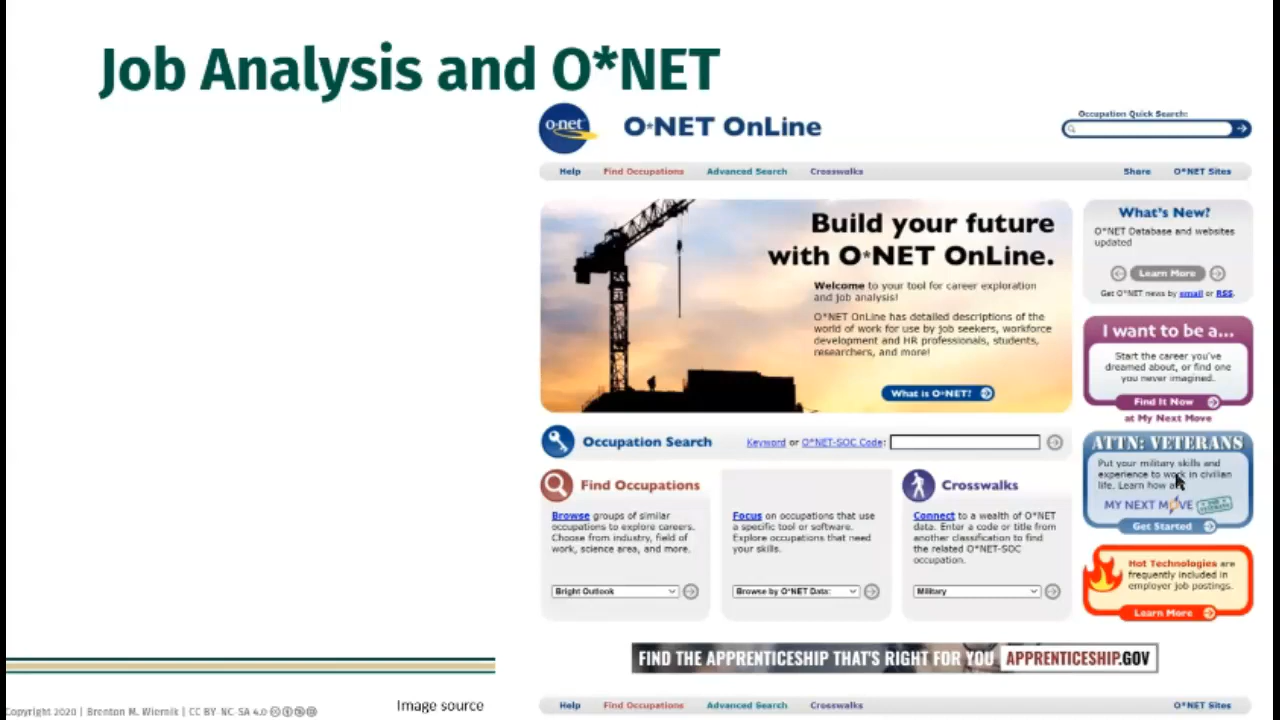 Job Analysis and O*NET
o·net
O*NET OnLine
Occupation Quick Search:
Help Find Occupations Advanced Search Crosswalks Share O*NET Sites
Build your future
with O*NET OnLine.
Welcome to your tool for career exploration
and job analysis!
O*NET OnLine has detailed descriptions of the
world of work for use by job seekers, workforce
development and HR professionals, students,
researchers, and more!
What is O*NET?
What's New?
O*NET Database and websites
updated
Learn More
Get O*NET news by email or RSS.
I want to be a...
Start the career you've
dreamed about, or find one
you never imagined.
Find It Now
at My Next Move
ATTN: VETERANS
Put your military skills and
experience to work in civilian
life. Learn how
MY NEXT MOVE
Get Started
Hot Technologies are
frequently included in
employer job postings.
Learn More
Occupation Search Keyword or O*NET-SOC Code:
Find Occupations
Browse groups of similar
occupations to explore careers.
Choose from industry, field of
work, science area, and more.
Bright Outlook
Focus on occupations that use
a specific tool or software.
Explore occupations that need
your skills.
Browse by O*NET Data:
Crosswalks
Connect to a wealth of O*NET
data. Enter a code or title from
another classification to find
the related O*NET-SOC
occupation.
Military
FIND THE APPRENTICESHIP THAT'S RIGHT FOR YOU APPRENTICESHIP.GOV
Help Find Occupations Advanced Search Crosswalks O*NET Sites
Image source
Copyright 2020 | Brenton M. Wiernik | CC BY-NC-SA 4.0